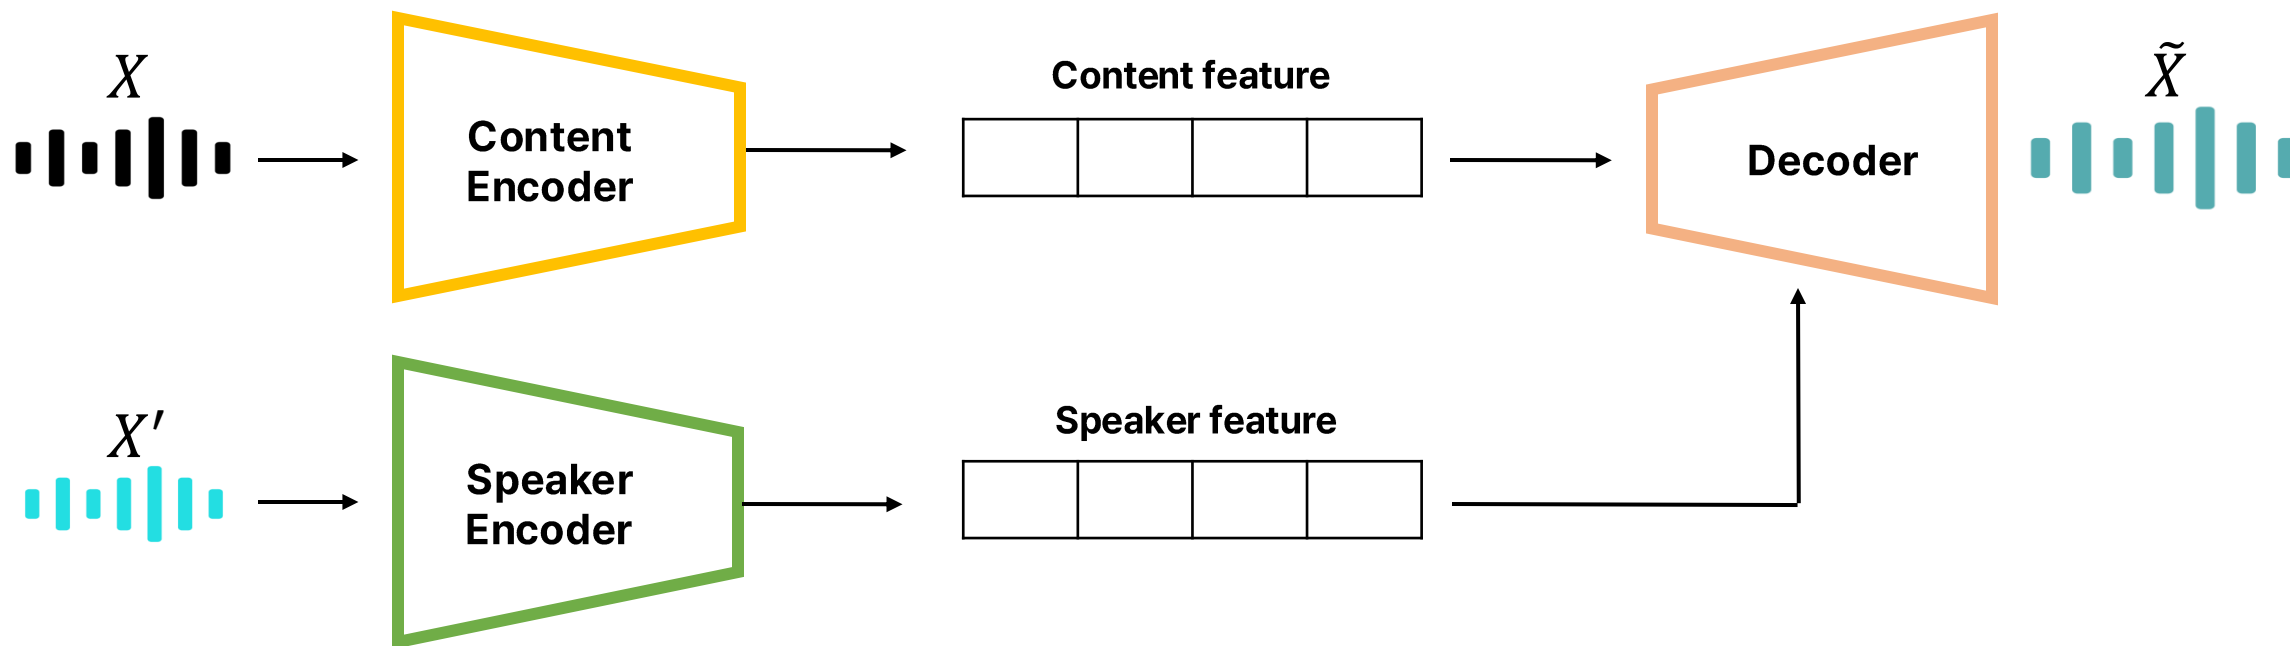 X
Content
Encoder
Content feature
Decoder
X̃
X′
Speaker
Encoder
Speaker feature